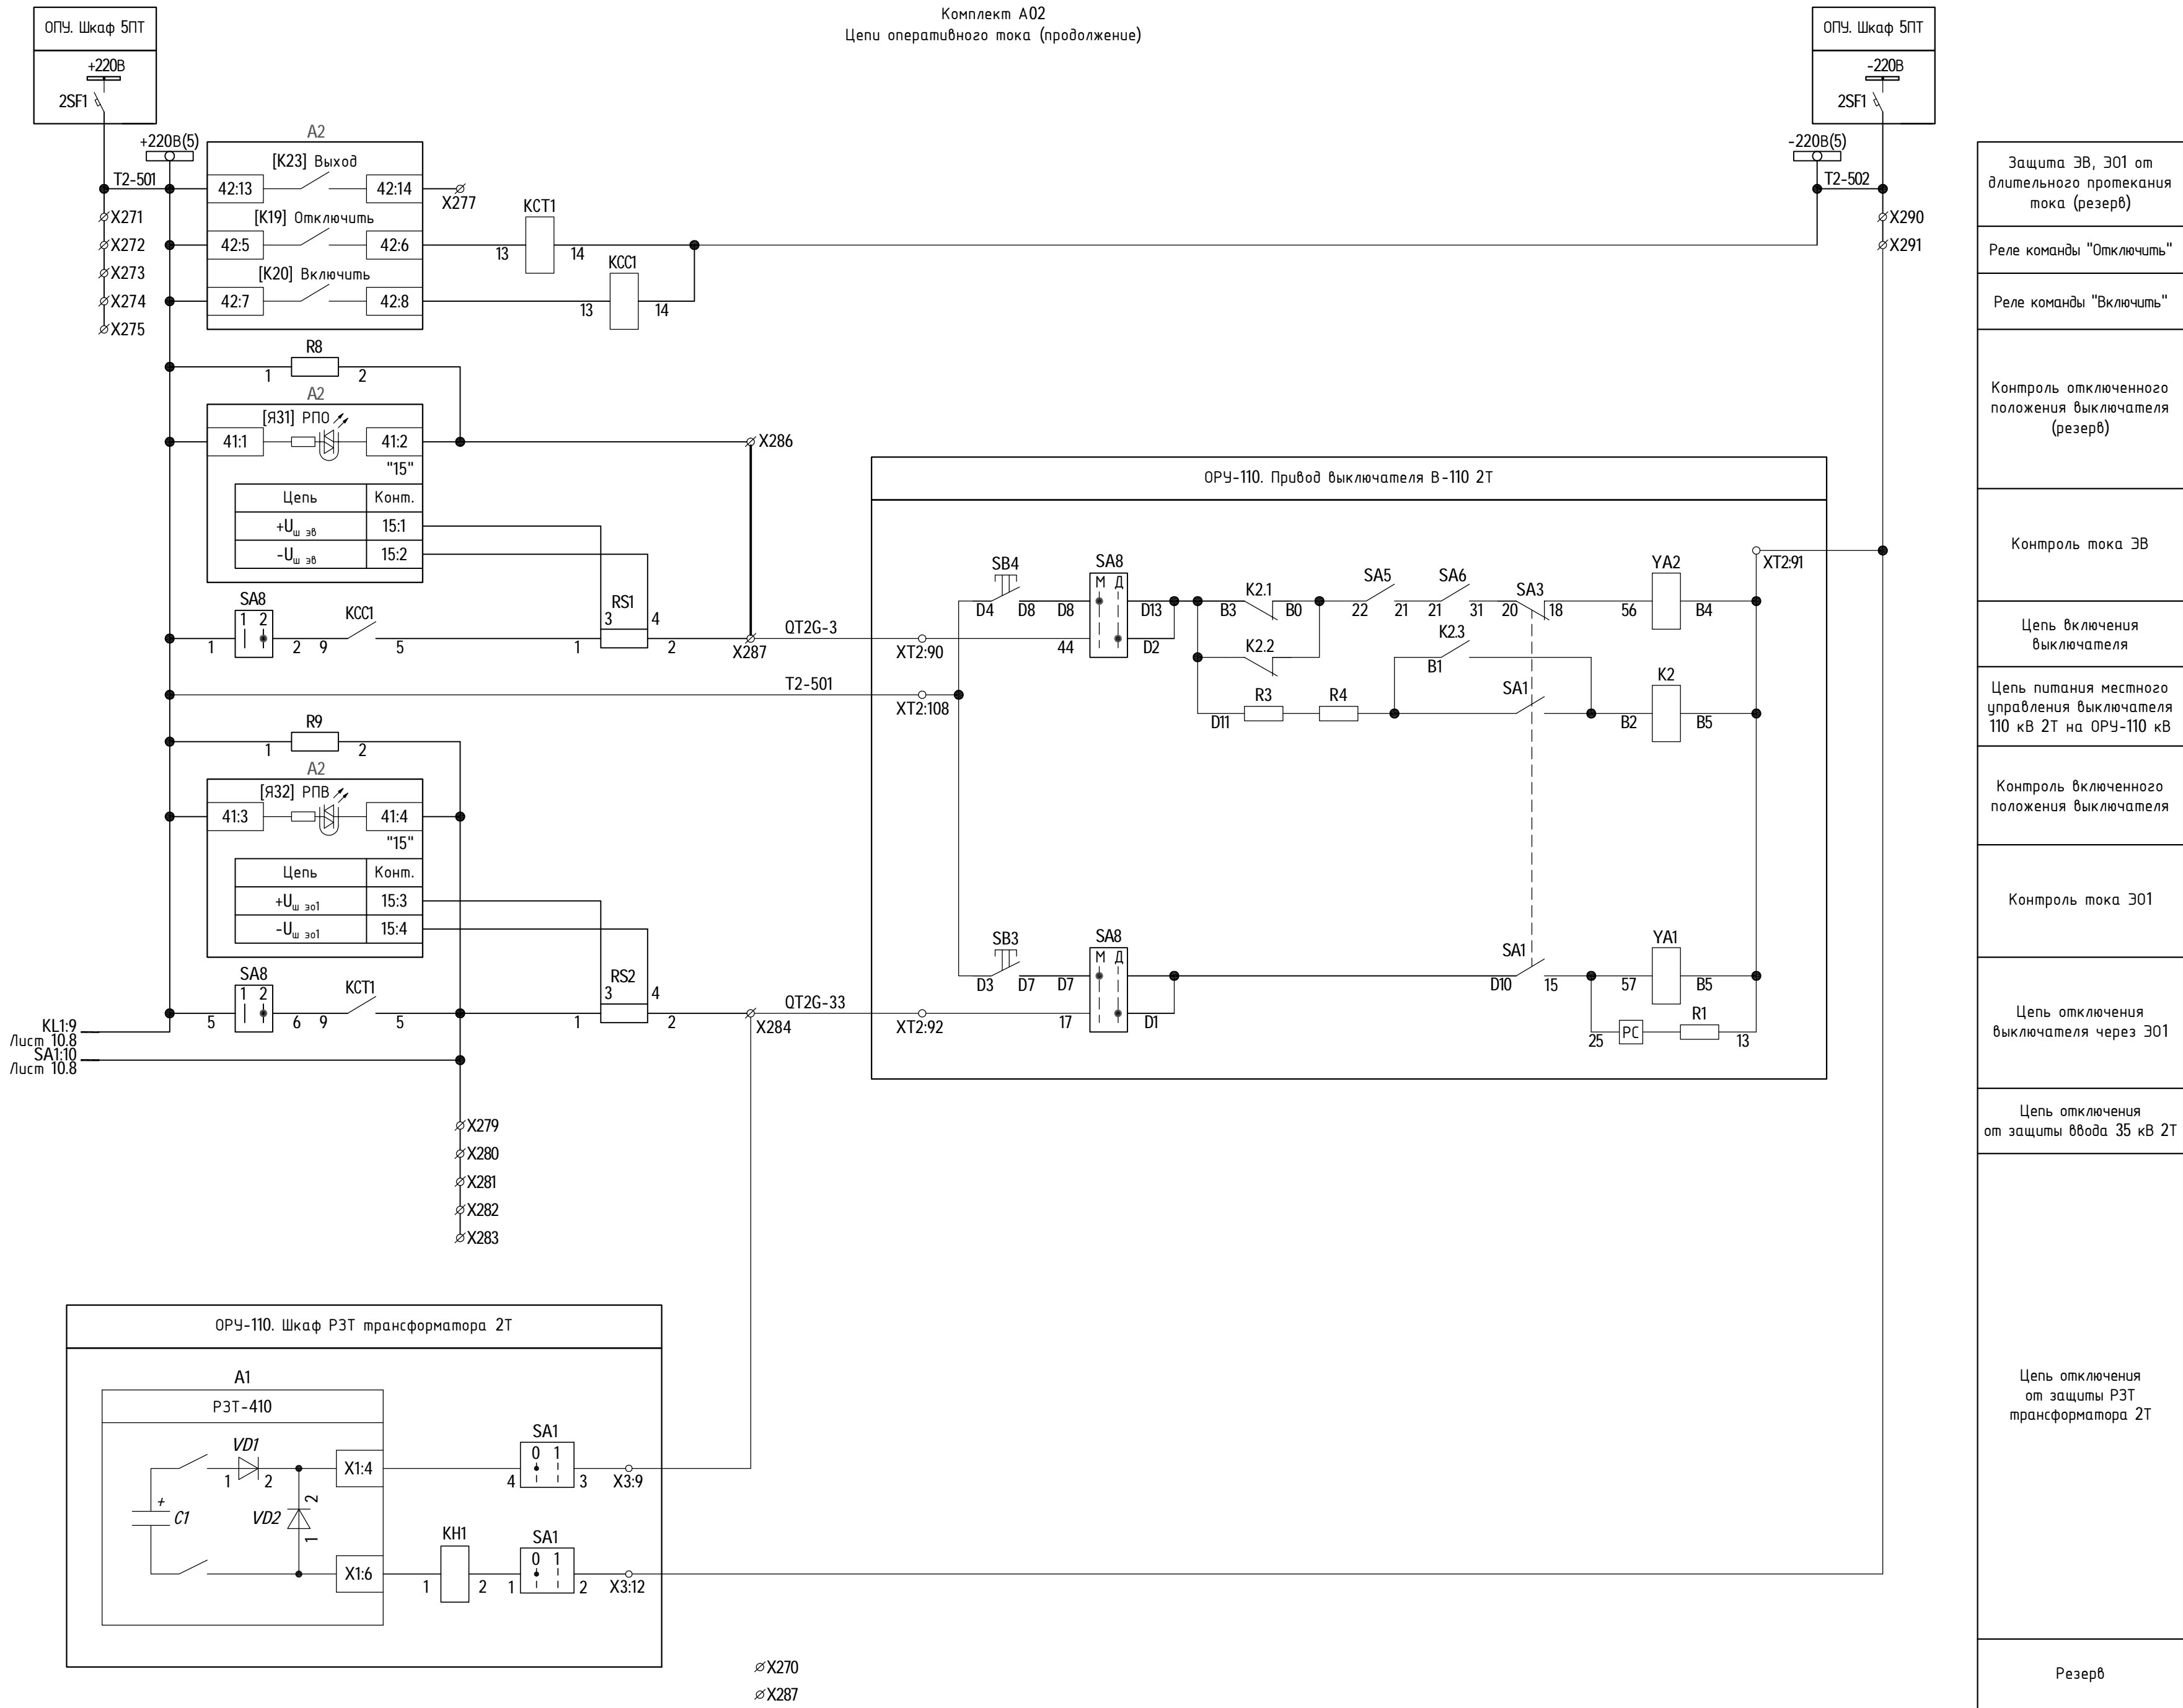 Комплект А02
Цепи оперативного тока (продолжение)
ОПУ. Шкаф 5ПТ
+220В
2SF1
ОПУ. Шкаф 5ПТ
-220В
2SF1
+220В(5)
T2-501
X271
X272
X273
X274
X275
A2
[K23] Выход
42:13
42:14
X277
[K19] Отключить
42:5
42:6
KCT1
13
14
[K20] Включить
42:7
42:8
KCC1
13
14
-220В(5)
T2-502
X290
X291
R8
1
2
A2
[Я31] РПО
41:1
41:2
"15"
Цепь
Конт.
+Uш эв
15:1
-Uш эв
15:2
X286
SA8
1 2
1
2
KCC1
9
5
RS1
3
4
1
2
X287
QT2G-3
XT2:90
T2-501
XT2:108
R9
1
2
A2
[Я32] РПВ
41:3
41:4
"15"
Цепь
Конт.
+Uш эо1
15:3
-Uш эо1
15:4
SA8
1 2
5
6
KCT1
9
5
RS2
3
4
1
2
X284
QT2G-33
XT2:92
KL1:9
Лист 10.8
SA1:10
Лист 10.8
X279
X280
X281
X282
X283
ОРУ-110. Привод выключателя В-110 2Т
SB4
D4
D8
SA8
М Д
D8
D13
44
D2
K2.1
B3
B0
K2.2
SA5
22
21
SA6
21
31
SA3
20
18
YA2
56
B4
XT2:91
K2.3
B1
R3
D11
R4
SA1
K2
B2
B5
SB3
D3
D7
SA8
М Д
D7
17
D1
SA1
D10
15
YA1
57
B5
25
РС
R1
13
ОРУ-110. Шкаф РЗТ трансформатора 2Т
A1
РЗТ-410
VD1
1
2
+
C1
VD2
2
1
X1:4
X1:6
SA1
0 1
4
3
X3:9
KH1
1
2
SA1
0 1
1
2
X3:12
X270
X287
Защита ЭВ, ЭО1 от
длительного протекания
тока (резерв)
Реле команды "Отключить"
Реле команды "Включить"
Контроль отключенного
положения выключателя
(резерв)
Контроль тока ЭВ
Цепь включения
выключателя
Цепь питания местного
управления выключателя
110 кВ 2Т на ОРУ-110 кВ
Контроль включенного
положения выключателя
Контроль тока ЭО1
Цепь отключения
выключателя через ЭО1
Цепь отключения
от защиты ввода 35 кВ 2Т
Цепь отключения
от защиты РЗТ
трансформатора 2Т
Резерв